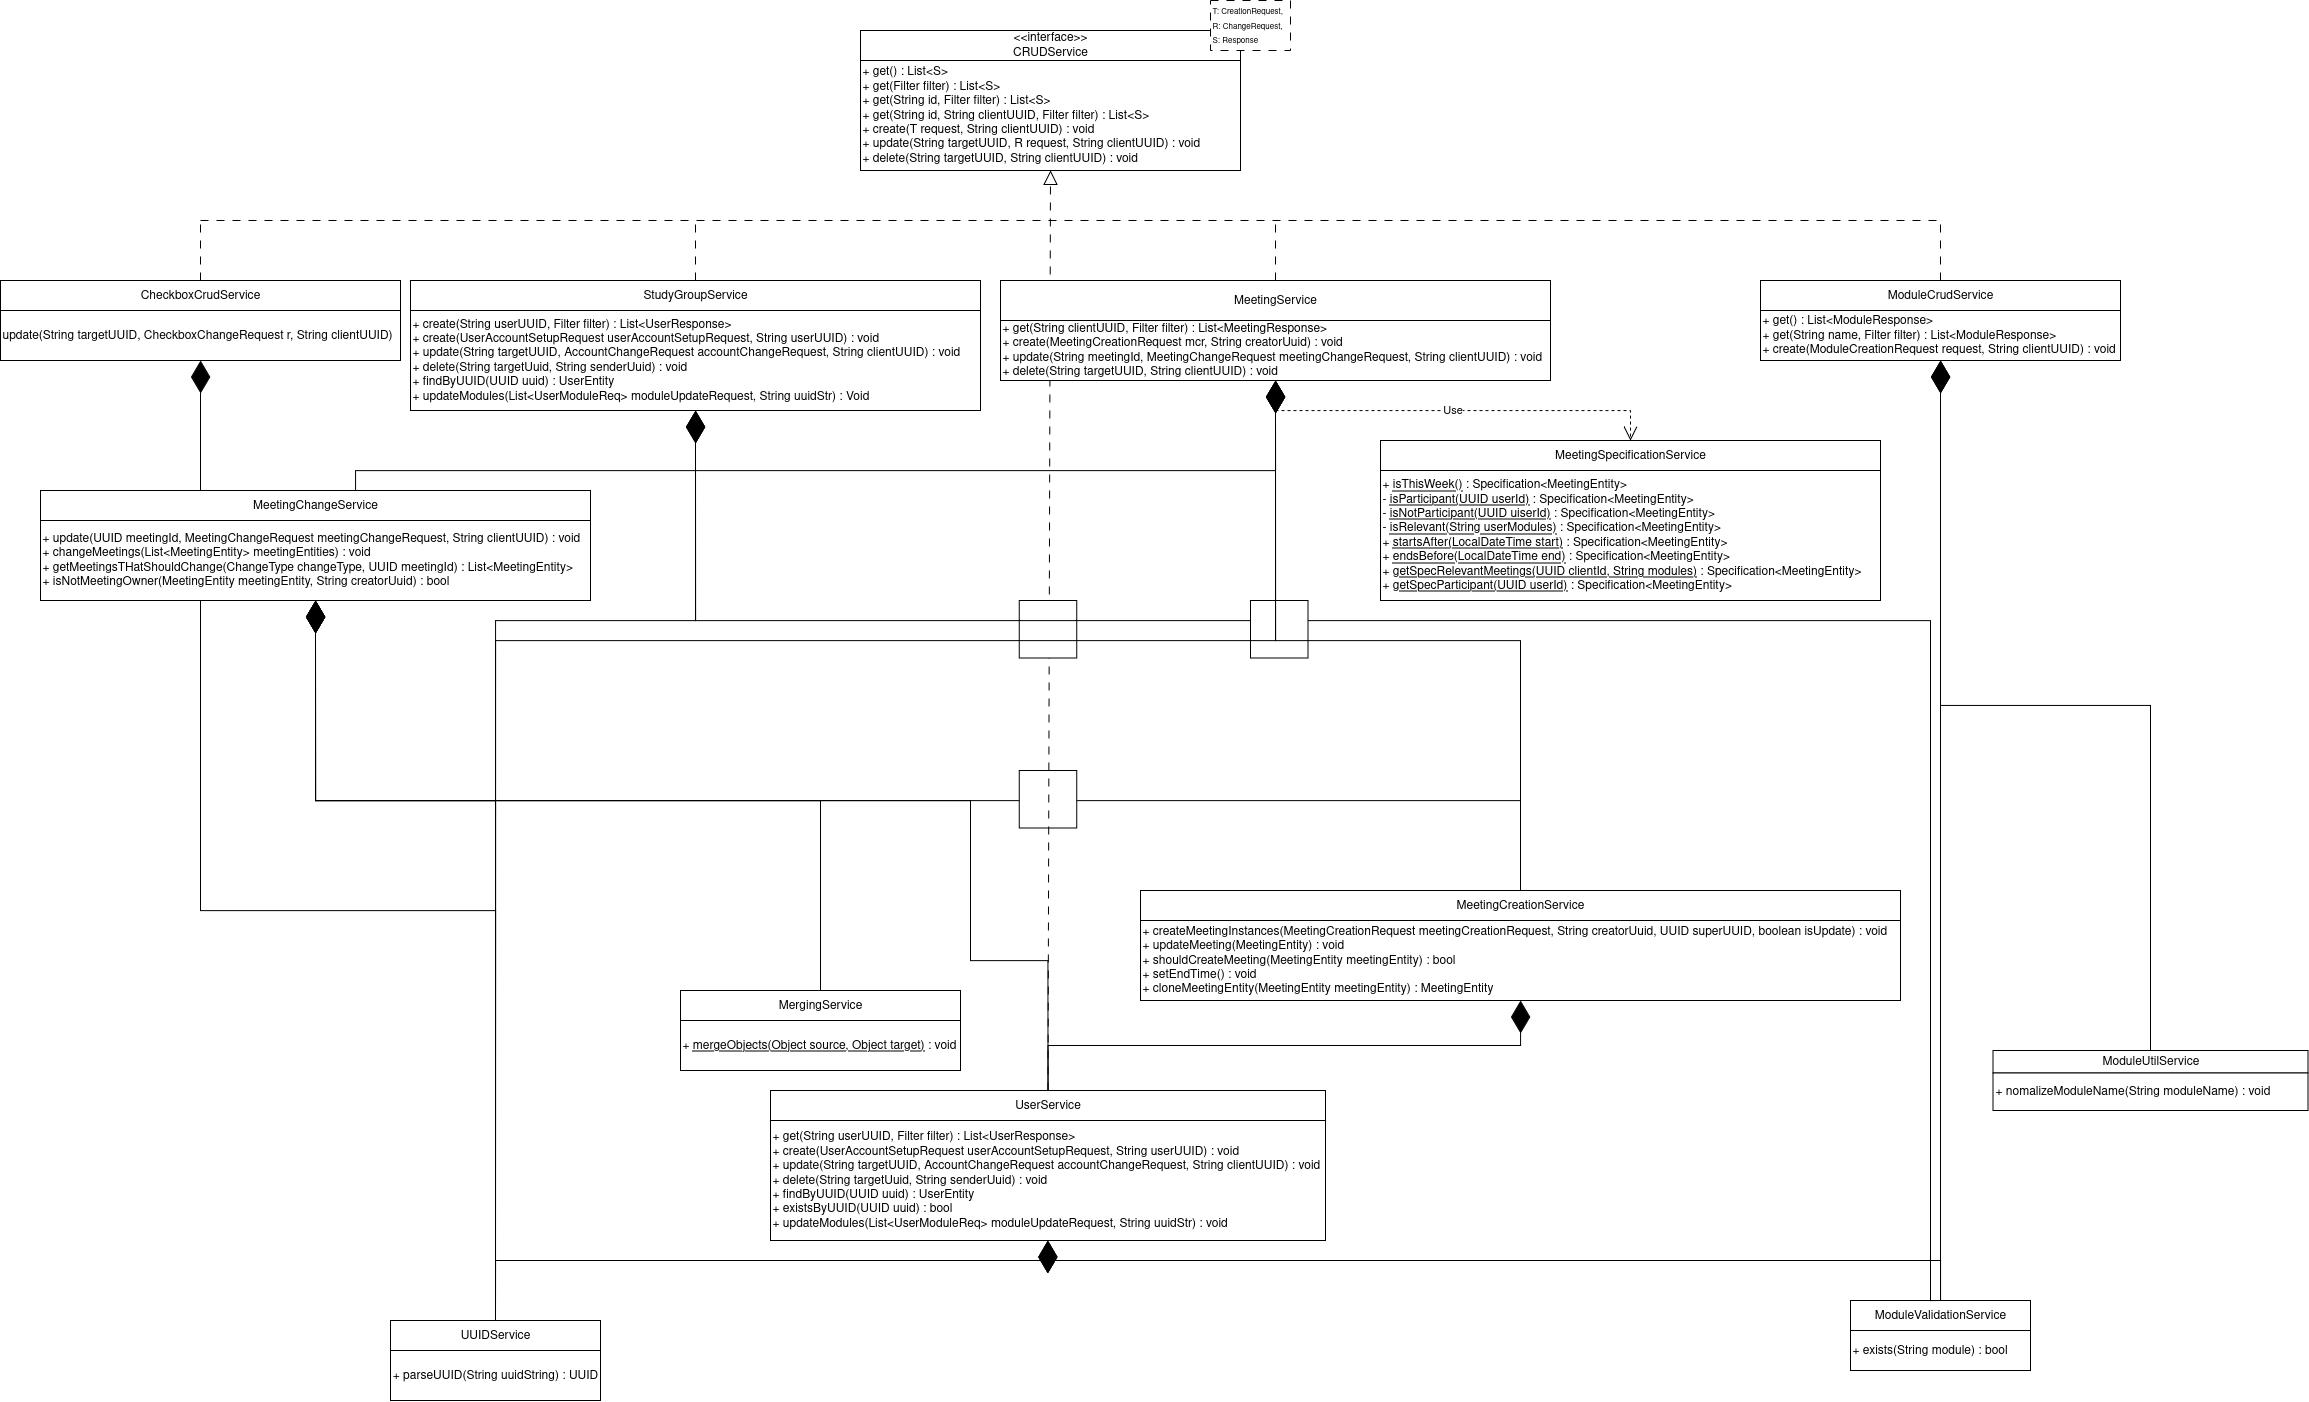 T: CreationRequest,
R: ChangeRequest,
S: Response
<<interface>>
CRUDService
+ get() : List<S>
+ get(Filter filter) : List<S>
+ get(String id, Filter filter) : List<S>
+ get(String id, String clientUUID, Filter filter) : List<S>
+ create(T request, String clientUUID) : void
+ update(String targetUUID, R request, String clientUUID) : void
+ delete(String targetUUID, String clientUUID) : void
CheckboxCrudService
update(String targetUUID, CheckboxChangeRequest r, String clientUUID)
StudyGroupService
+ create(String userUUID, Filter filter) : List<UserResponse>
+ create(UserAccountSetupRequest userAccountSetupRequest, String userUUID) : void
+ update(String targetUUID, AccountChangeRequest accountChangeRequest, String clientUUID) : void
+ delete(String targetUuid, String senderUuid) : void
+ findByUUID(UUID uuid) : UserEntity
+ updateModules(List<UserModuleReq> moduleUpdateRequest, String uuidStr) : Void
MeetingService
+ get(String clientUUID, Filter filter) : List<MeetingResponse>
+ create(MeetingCreationRequest mcr, String creatorUuid) : void
+ update(String meetingId, MeetingChangeRequest meetingChangeRequest, String clientUUID) : void
+ delete(String targetUUID, String clientUUID) : void
ModuleCrudService
+ get() : List<ModuleResponse>
+ get(String name, Filter filter) : List<ModuleResponse>
+ create(ModuleCreationRequest request, String clientUUID) : void
Use
MeetingSpecificationService
+ isThisWeek() : Specification<MeetingEntity>
- isParticipant(UUID userId) : Specification<MeetingEntity>
- isNotParticipant(UUID uiserId) : Specification<MeetingEntity>
- isRelevant(String userModules) : Specification<MeetingEntity>
+ startsAfter(LocalDateTime start) : Specification<MeetingEntity>
+ endsBefore(LocalDateTime end) : Specification<MeetingEntity>
+ getSpecRelevantMeetings(UUID clientId, String modules) : Specification<MeetingEntity>
+ getSpecParticipant(UUID userId) : Specification<MeetingEntity>
MeetingChangeService
+ update(UUID meetingId, MeetingChangeRequest meetingChangeRequest, String clientUUID) : void
+ changeMeetings(List<MeetingEntity> meetingEntities) : void
+ getMeetingsTHatShouldChange(ChangeType changeType, UUID meetingId) : List<MeetingEntity>
+ isNotMeetingOwner(MeetingEntity meetingEntity, String creatorUuid) : bool
MeetingCreationService
+ createMeetingInstances(MeetingCreationRequest meetingCreationRequest, String creatorUuid, UUID superUUID, boolean isUpdate) : void
+ updateMeeting(MeetingEntity) : void
+ shouldCreateMeeting(MeetingEntity meetingEntity) : bool
+ setEndTime() : void
+ cloneMeetingEntity(MeetingEntity meetingEntity) : MeetingEntity
MergingService
+ mergeObjects(Object source, Object target) : void
ModuleUtilService
+ nomalizeModuleName(String moduleName) : void
UserService
+ get(String userUUID, Filter filter) : List<UserResponse>
+ create(UserAccountSetupRequest userAccountSetupRequest, String userUUID) : void
+ update(String targetUUID, AccountChangeRequest accountChangeRequest, String clientUUID) : void
+ delete(String targetUuid, String senderUuid) : void
+ findByUUID(UUID uuid) : UserEntity
+ existsByUUID(UUID uuid) : bool
+ updateModules(List<UserModuleReq> moduleUpdateRequest, String uuidStr) : void
UUIDService
+ parseUUID(String uuidString) : UUID
ModuleValidationService
+ exists(String module) : bool